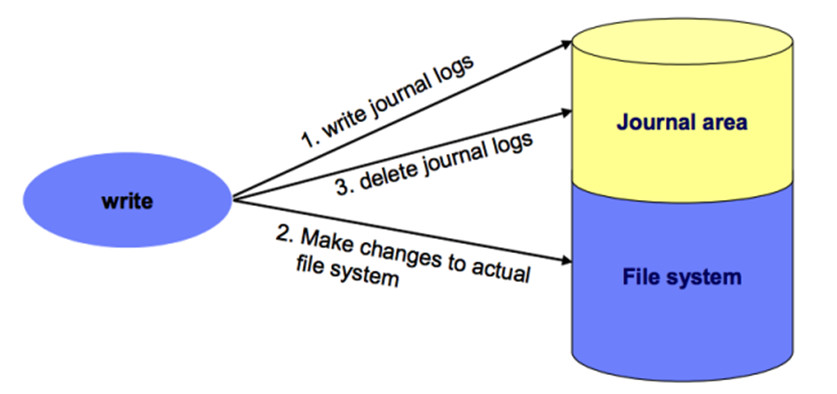 1. write journal logs
Journal area
3. delete journal logs
write
2. Make changes to actual
file system
File system